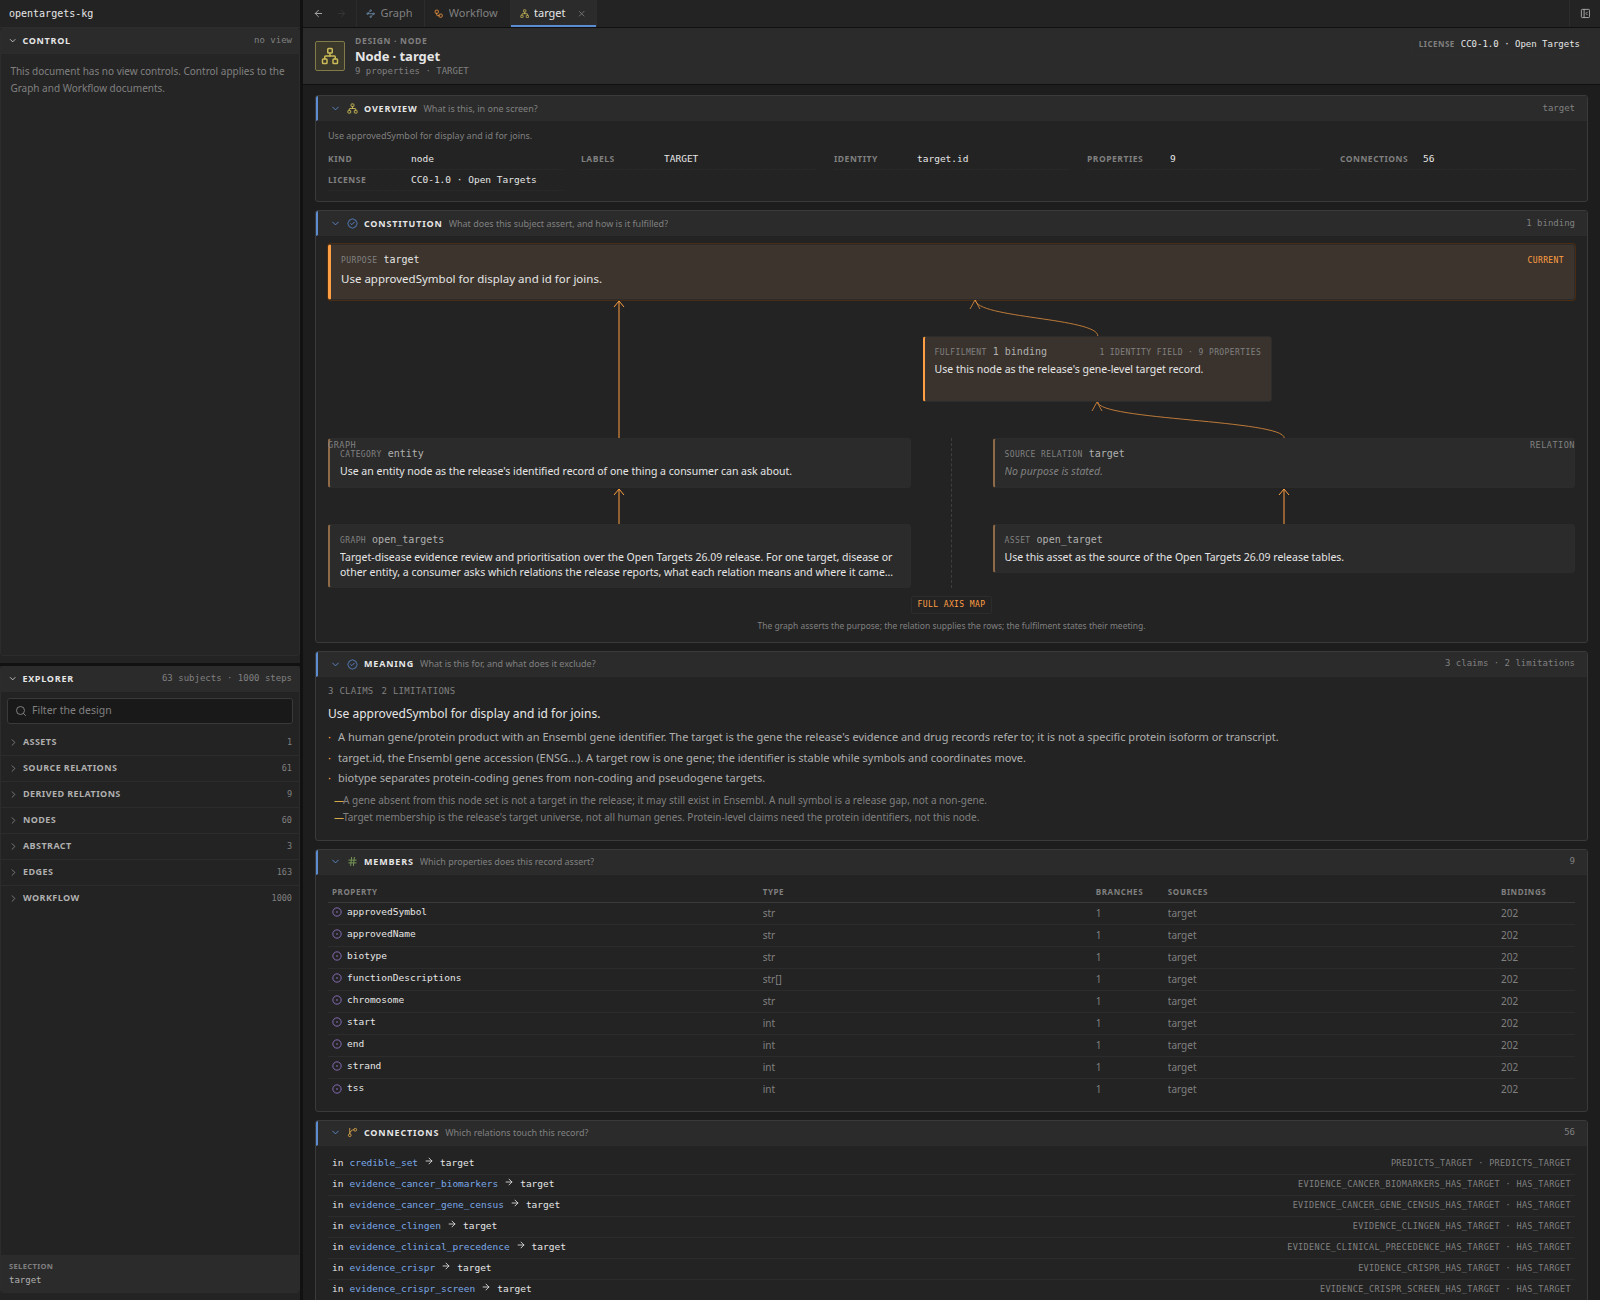 opentargets-kg
CONTROL no view
This document has no view controls. Control applies to the
Graph and Workflow documents.
EXPLORER 63 subjects · 1000 steps
Filter the design
ASSETS 1
SOURCE RELATIONS 61
DERIVED RELATIONS 9
NODES 60
ABSTRACT 3
EDGES 163
WORKFLOW 1000
SELECTION
target
Graph Workflow target
DESIGN · NODE
Node · target
9 properties · TARGET
LICENSE CC0-1.0 · Open Targets
OVERVIEW What is this, in one screen? target
Use approvedSymbol for display and id for joins.
KIND node LABELS TARGET IDENTITY target.id PROPERTIES 9 CONNECTIONS 56
LICENSE CC0-1.0 · Open Targets
CONSTITUTION What does this subject assert, and how is it fulfilled? 1 binding
PURPOSE target CURRENT
Use approvedSymbol for display and id for joins.
FULFILMENT 1 binding 1 IDENTITY FIELD · 9 PROPERTIES
Use this node as the release's gene-level target record.
GRAPH RELATION
CATEGORY entity
Use an entity node as the release's identified record of one thing a consumer can ask about.
SOURCE RELATION target
No purpose is stated.
GRAPH open_targets
Target-disease evidence review and prioritisation over the Open Targets 26.09 release. For one target, disease or
other entity, a consumer asks which relations the release reports, what each relation means and where it came...
ASSET open_target
Use this asset as the source of the Open Targets 26.09 release tables.
FULL AXIS MAP
The graph asserts the purpose; the relation supplies the rows; the fulfilment states their meeting.
MEANING What is this for, and what does it exclude? 3 claims · 2 limitations
3 CLAIMS 2 LIMITATIONS
Use approvedSymbol for display and id for joins.
· A human gene/protein product with an Ensembl gene identifier. The target is the gene the release's evidence and drug records refer to; it is not a specific protein isoform or transcript.
· target.id, the Ensembl gene accession (ENSG...). A target row is one gene; the identifier is stable while symbols and coordinates move.
· biotype separates protein-coding genes from non-coding and pseudogene targets.
—A gene absent from this node set is not a target in the release; it may still exist in Ensembl. A null symbol is a release gap, not a non-gene.
—Target membership is the release's target universe, not all human genes. Protein-level claims need the protein identifiers, not this node.
MEMBERS Which properties does this record assert? 9
PROPERTY TYPE BRANCHES SOURCES BINDINGS
approvedSymbol str 1 target 202
approvedName str 1 target 202
biotype str 1 target 202
functionDescriptions str[] 1 target 202
chromosome str 1 target 202
start int 1 target 202
end int 1 target 202
strand int 1 target 202
tss int 1 target 202
CONNECTIONS Which relations touch this record? 56
in credible_set → target PREDICTS_TARGET · PREDICTS_TARGET
in evidence_cancer_biomarkers → target EVIDENCE_CANCER_BIOMARKERS_HAS_TARGET · HAS_TARGET
in evidence_cancer_gene_census → target EVIDENCE_CANCER_GENE_CENSUS_HAS_TARGET · HAS_TARGET
in evidence_clingen → target EVIDENCE_CLINGEN_HAS_TARGET · HAS_TARGET
in evidence_clinical_precedence → target EVIDENCE_CLINICAL_PRECEDENCE_HAS_TARGET · HAS_TARGET
in evidence_crispr → target EVIDENCE_CRISPR_HAS_TARGET · HAS_TARGET
in evidence_crispr_screen → target EVIDENCE_CRISPR_SCREEN_HAS_TARGET · HAS_TARGET